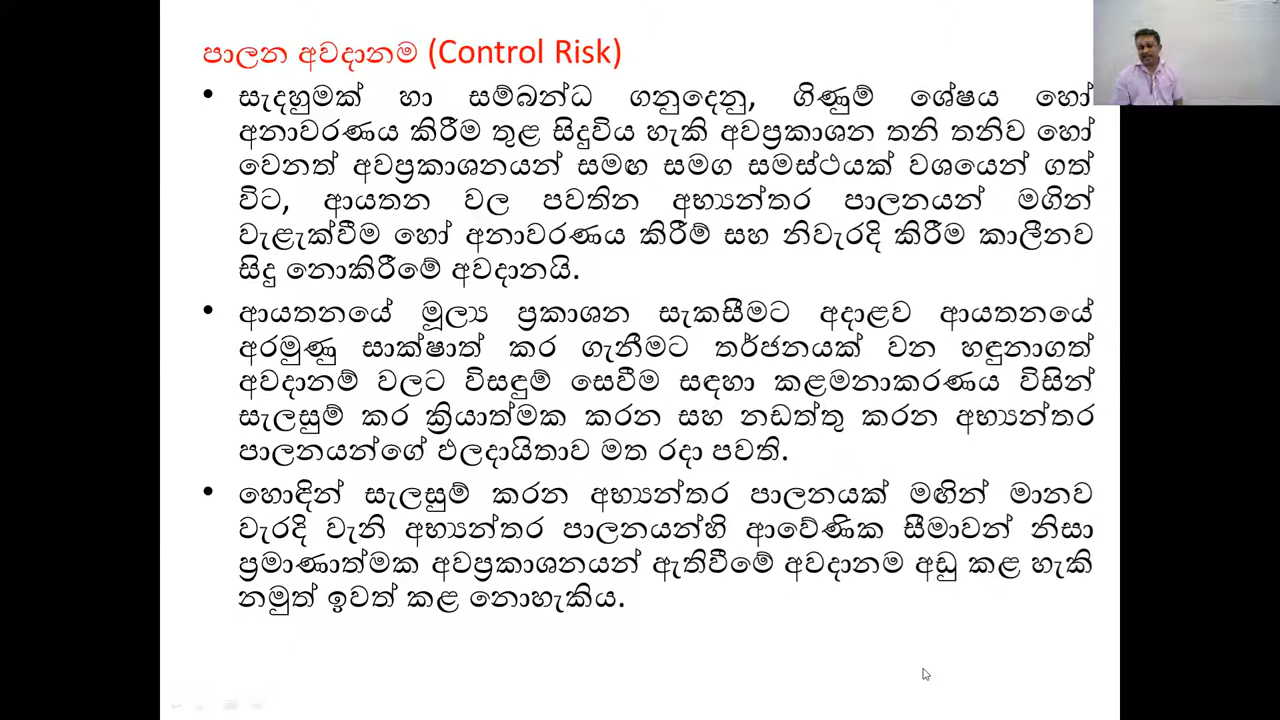 පාලන අවදානම (Control Risk)
• සැදහුමක් හා සම්බන්ධ ගනුදෙනු, ගිණුම් ශේෂය හෝ
අනාවරණය කිරීම තුළ සිදුවිය හැකි අවප්‍රකාශන තනි තනිව හෝ
වෙනත් අවප්‍රකාශනයන් සමඟ සමග සමස්ථයක් වශයෙන් ගත්
විට, ආයතන වල පවතින අභ්‍යන්තර පාලනයන් මගින්
වැළැක්වීම හෝ අනාවරණය කිරීම් සහ නිවැරදි කිරීම කාලීනව
සිදු නොකිරීමේ අවදානයි.
• ආයතනයේ මූල්‍ය ප්‍රකාශන සැකසීමට අදාළව ආයතනයේ
අරමුණු සාක්ෂාත් කර ගැනීමට තර්ජනයක් වන හඳුනාගත්
අවදානම් වලට විසඳුම් සෙවීම සඳහා කළමනාකරණය විසින්
සැලසුම් කර ක්‍රියාත්මක කරන සහ නඩත්තු කරන අභ්‍යන්තර
පාලනයන්ගේ ඵලදායිතාව මත රදා පවතී.
• හොඳින් සැලසුම් කරන අභ්‍යන්තර පාලනයක් මඟින් මානව
වැරදි වැනි අභ්‍යන්තර පාලනයන්හි ආවේණික සීමාවන් නිසා
ප්‍රමාණාත්මක අවප්‍රකාශනයන් ඇතිවීමේ අවදානම අඩු කළ හැකි
නමුත් ඉවත් කළ නොහැකිය.